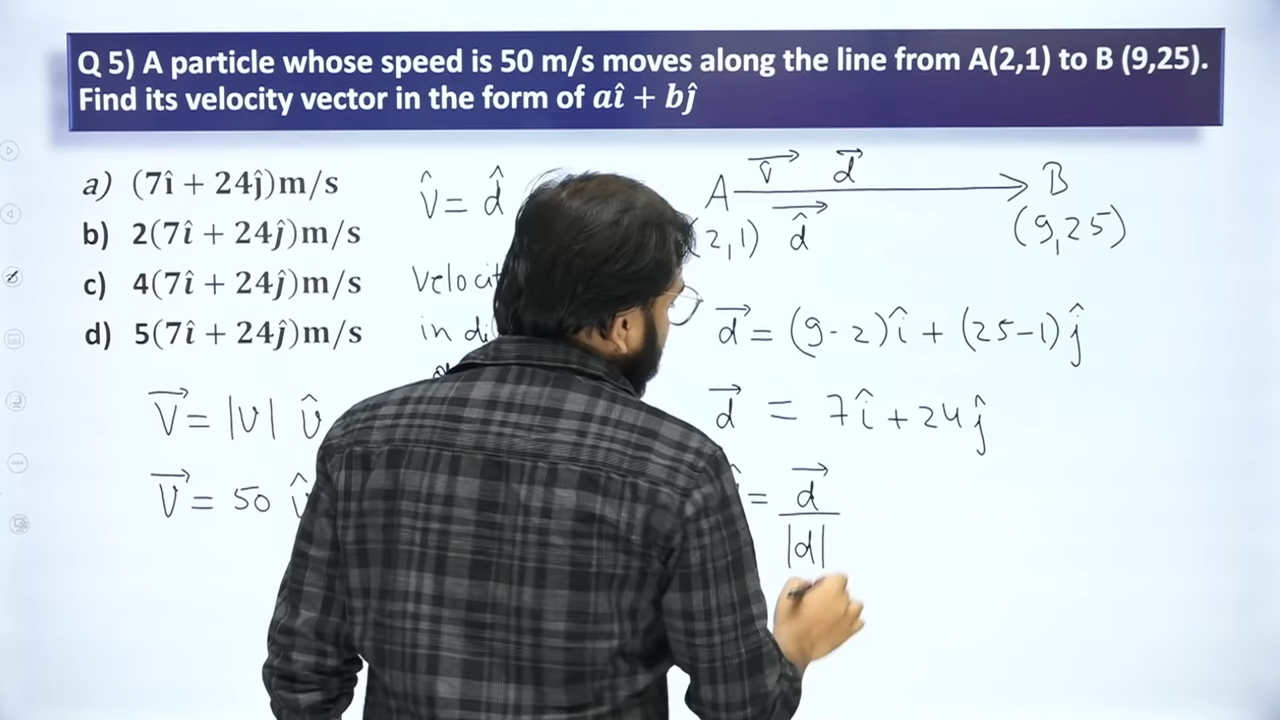 Q 5) A particle whose speed is 50 m/s moves along the line from A(2,1) to B (9,25).
Find its velocity vector in the form of aî + bĵ
a) (7î + 24ĵ)m/s
b) 2(7î + 24ĵ)m/s
c) 4(7î + 24ĵ)m/s
d) 5(7î + 24ĵ)m/s
v̂ = d̂
in
V⃗ = |v| v̂
V⃗ = 50 v̂
A v⃗ d⃗ B
2,1) d̂ (9,25)
d⃗ = (9-2)î + (25-1)ĵ
d⃗ = 7î + 24ĵ
= d⃗
|d|